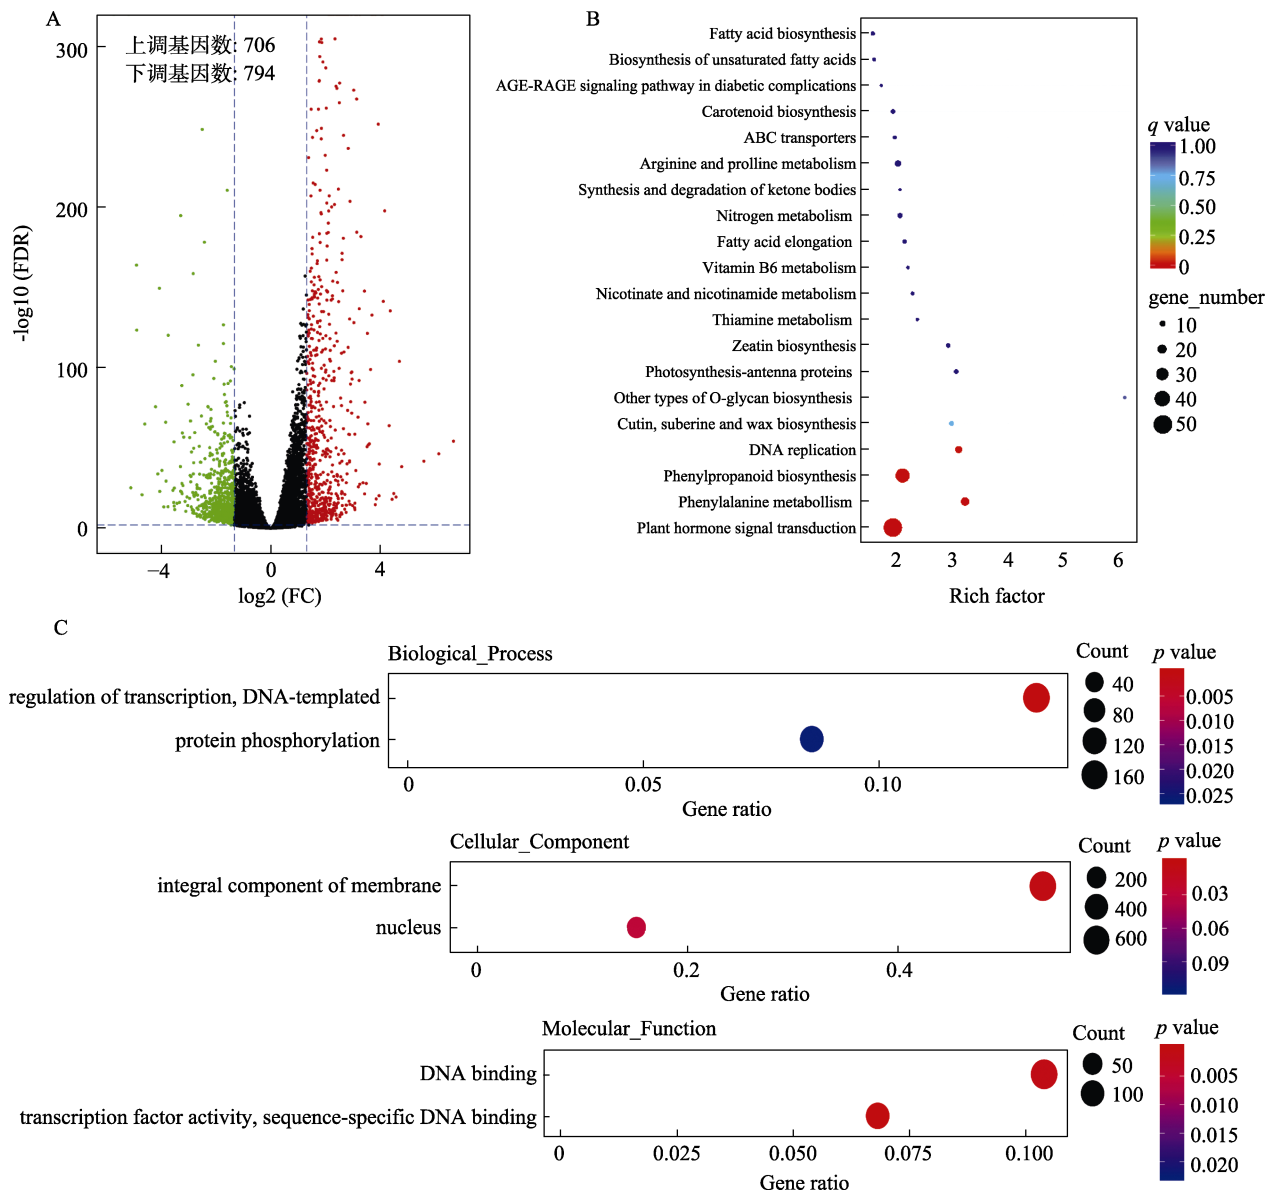 A
上调基因数: 706
下调基因数: 794
300
200
100
0
-log10 (FDR)
−4
0
4
log2 (FC)
B
Fatty acid biosynthesis
Biosynthesis of unsaturated fatty acids
AGE-RAGE signaling pathway in diabetic complications
Carotenoid biosynthesis
ABC transporters
Arginine and prolline metabolism
Synthesis and degradation of ketone bodies
Nitrogen metabolism
Fatty acid elongation
Vitamin B6 metabolism
Nicotinate and nicotinamide metabolism
Thiamine metabolism
Zeatin biosynthesis
Photosynthesis-antenna proteins
Other types of O-glycan biosynthesis
Cutin, suberine and wax biosynthesis
DNA replication
Phenylpropanoid biosynthesis
Phenylalanine metabollism
Plant hormone signal transduction
2
3
4
5
6
Rich factor
q value
1.00
0.75
0.50
0.25
0
gene_number
10
20
30
40
50
C
Biological_Process
regulation of transcription, DNA-templated
protein phosphorylation
0
0.05
0.10
Gene ratio
Count
40
80
120
160
p value
0.005
0.010
0.015
0.020
0.025
Cellular_Component
integral component of membrane
nucleus
0
0.2
0.4
Gene ratio
Count
200
400
600
p value
0.03
0.06
0.09
Molecular_Function
DNA binding
transcription factor activity, sequence-specific DNA binding
0
0.025
0.050
0.075
0.100
Gene ratio
Count
50
100
p value
0.005
0.010
0.015
0.020